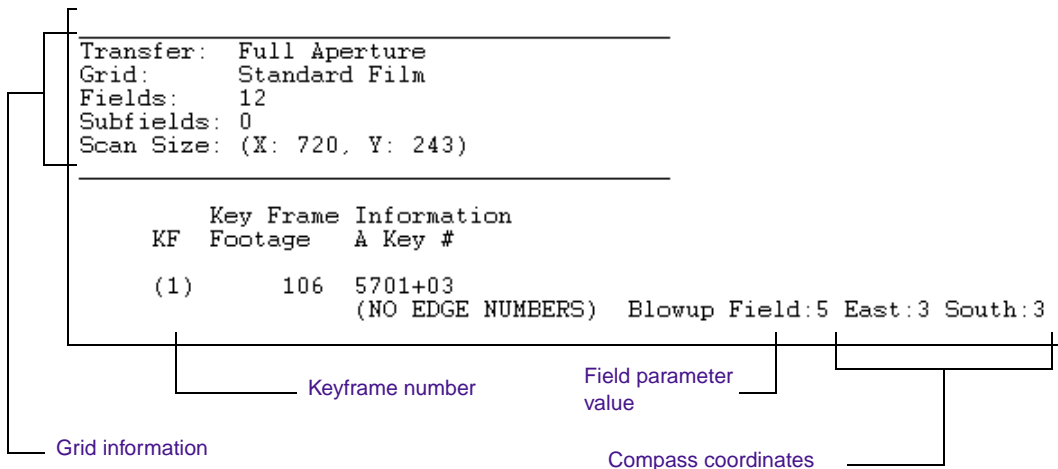 Transfer: Full Aperture
Grid: Standard Film
Fields: 12
Subfields: 0
Scan Size: (X: 720, Y: 243)
Key Frame Information
KF Footage A Key #
(1) 106 5701+03
(NO EDGE NUMBERS) Blowup Field:5 East:3 South:3
Keyframe number
Field parameter
value
Grid information
Compass coordinates